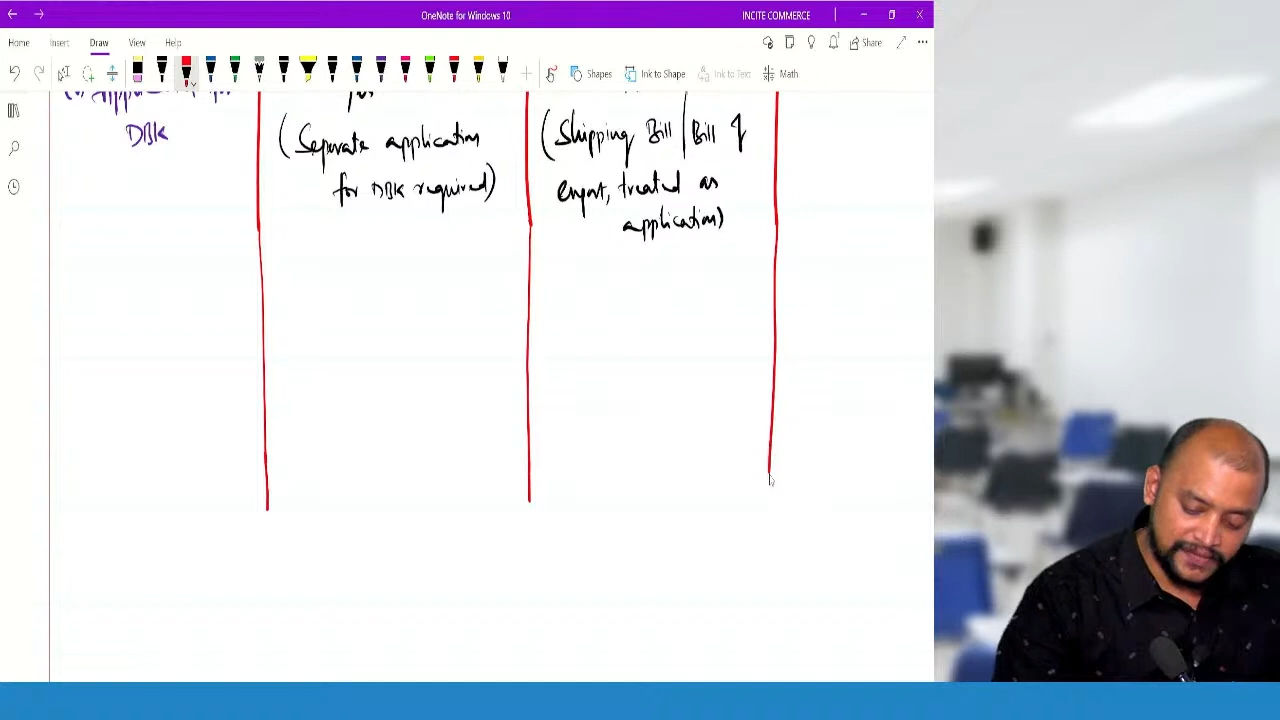 OneNote for Windows 10
INCITE COMMERCE
Home Insert Draw View Help
Share
Shapes
Ink to Shape
Ink to Text
Math
DBK
(Separate application
for DBK required)
(Shipping Bill/Bill of
export, treated as
application)